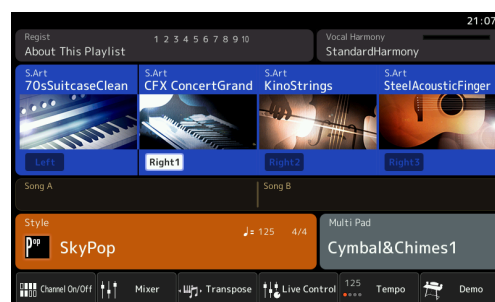 21:07
Regist
1 2 3 4 5 6 7 8 9 10
About This Playlist
Vocal Harmony
StandardHarmony
S.Art
70sSuitcaseClean
S.Art
CFX ConcertGrand
S.Art
KinoStrings
S.Art
SteelAcousticFinger
Left
Right1
Right2
Right3
Song A
Song B
Style
♩= 125 4/4
Pop
SkyPop
Multi Pad
Cymbal&Chimes1
Channel On/Off
Mixer
Transpose
Live Control
125
Tempo
Demo